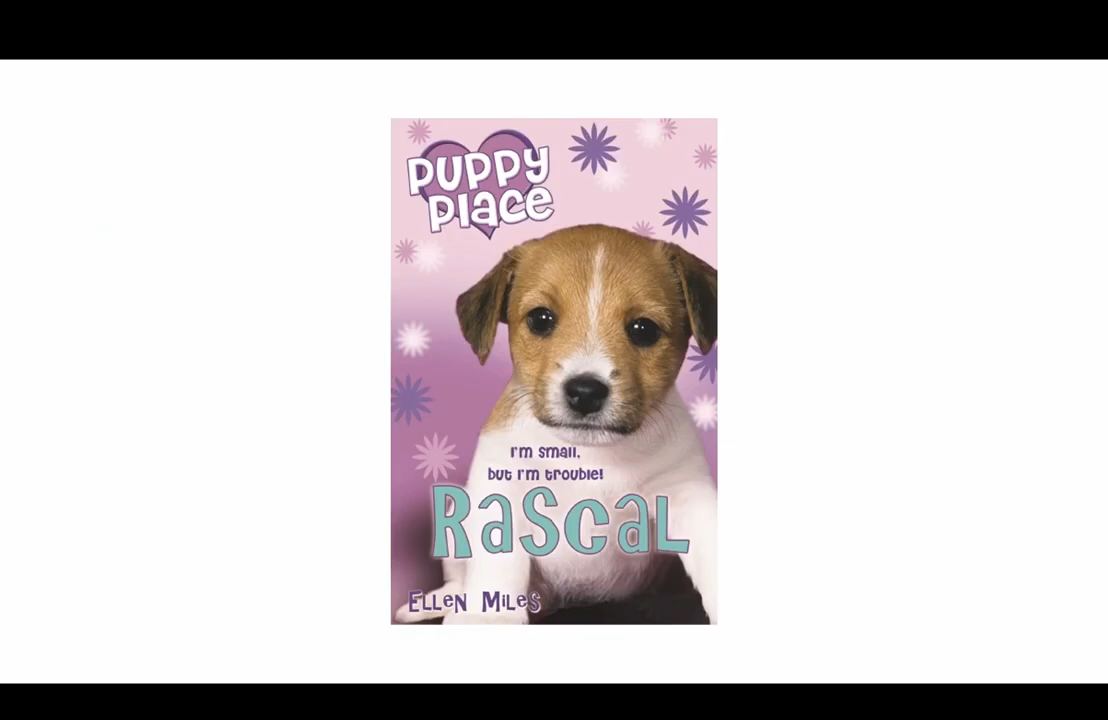 Puppy
Place
I'm small,
but I'm trouble!
Rascal
Ellen Miles